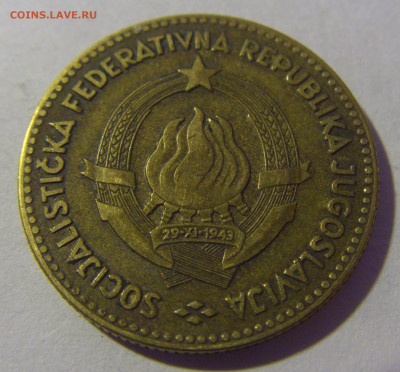 COINS.LAVE.RU
SOCIJALISTIČKA FEDERATIVNA REPUBLIKA JUGOSLAVIJA
29·XI·1943